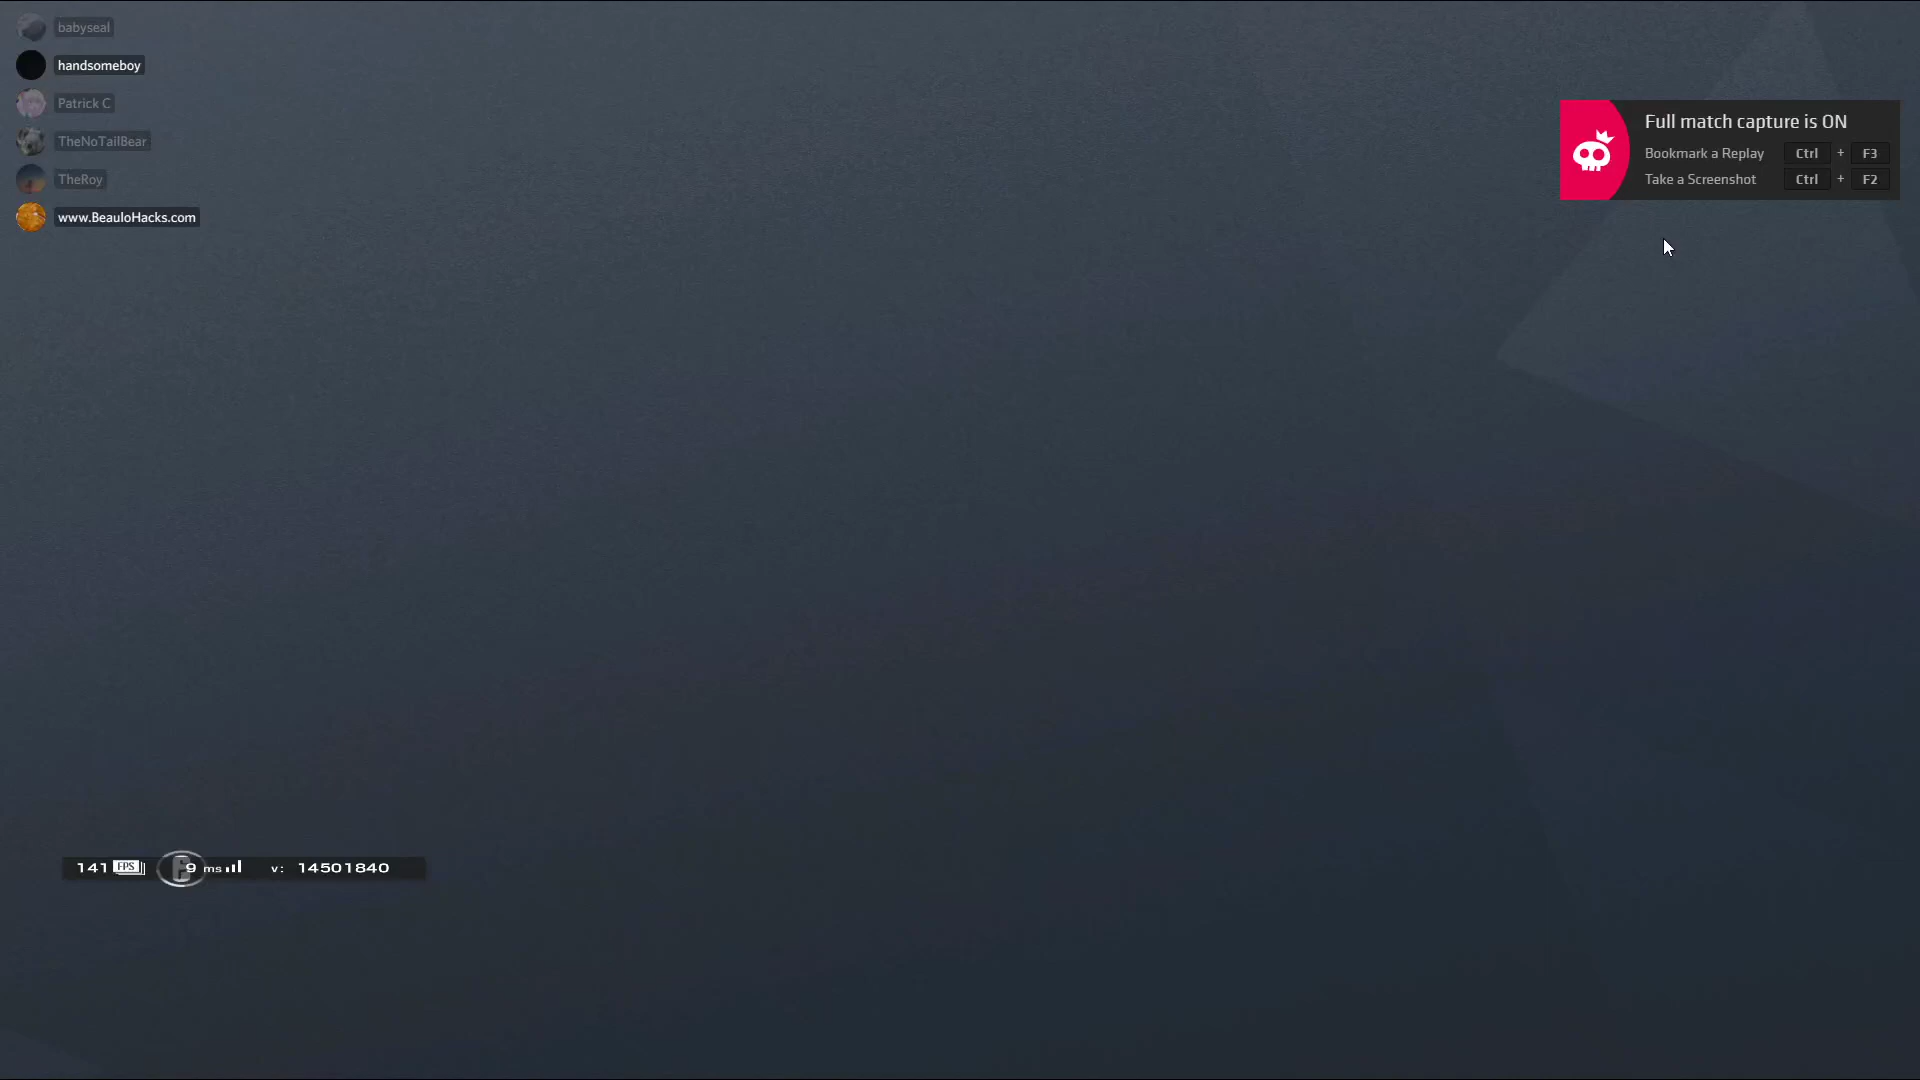 babyseal
handsomeboy
Patrick C
TheNoTailBear
TheRoy
www.BeauloHacks.com
Full match capture is ON
Bookmark a Replay Ctrl + F3
Take a Screenshot Ctrl + F2
141 FPS 9 ms v: 14501840